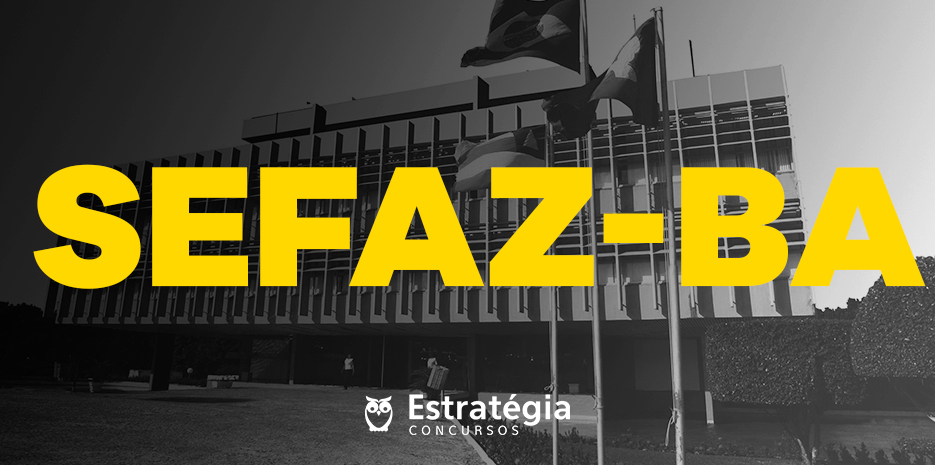 SEFAZ-BA
Estratégia
CONCURSOS